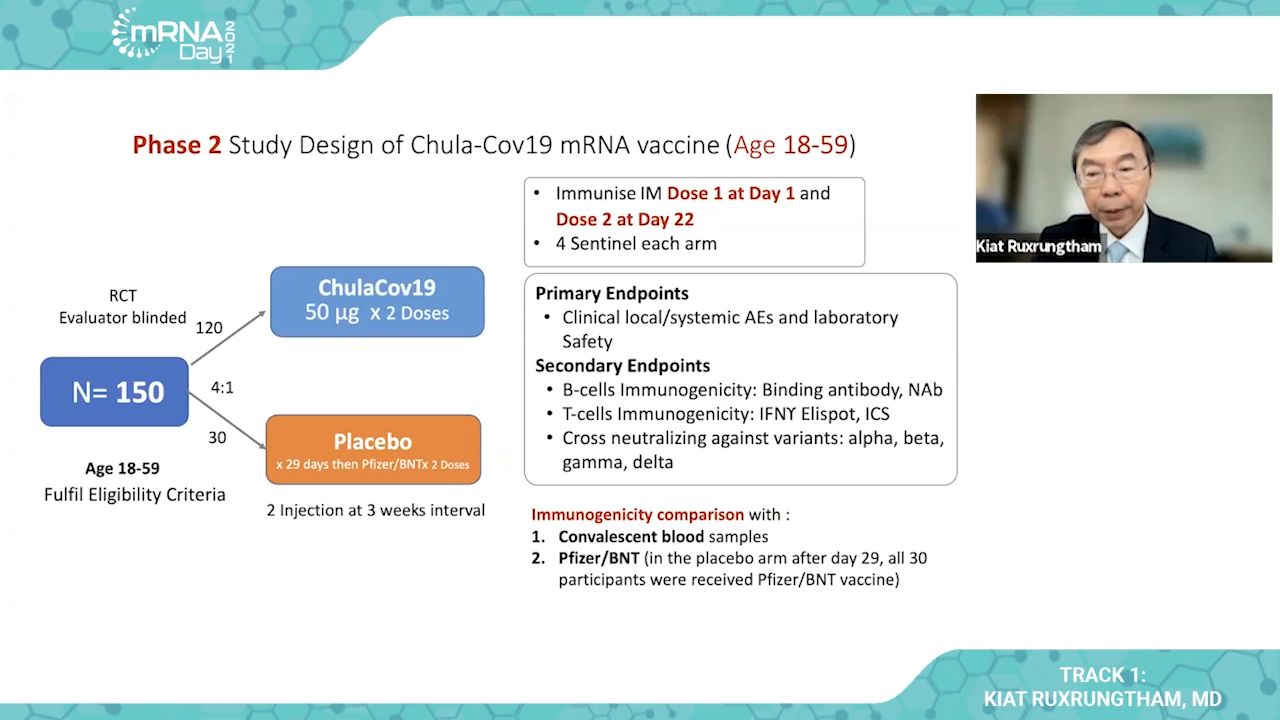 mRNA
Day
2021
Phase 2 Study Design of Chula-Cov19 mRNA vaccine (Age 18-59)
• Immunise IM Dose 1 at Day 1 and
Dose 2 at Day 22
• 4 Sentinel each arm
Kiat Ruxrungtham
RCT
Evaluator blinded
120
ChulaCov19
50 µg x 2 Doses
N= 150
4:1
30
Placebo
x 29 days then Pfizer/BNTx 2 Doses
Age 18-59
Fulfil Eligibility Criteria
2 Injection at 3 weeks interval
Primary Endpoints
• Clinical local/systemic AEs and laboratory
Safety
Secondary Endpoints
• B-cells Immunogenicity: Binding antibody, NAb
• T-cells Immunogenicity: IFNϒ Elispot, ICS
• Cross neutralizing against variants: alpha, beta,
gamma, delta
Immunogenicity comparison with :
1. Convalescent blood samples
2. Pfizer/BNT (in the placebo arm after day 29, all 30
participants were received Pfizer/BNT vaccine)
TRACK 1:
KIAT RUXRUNGTHAM, MD